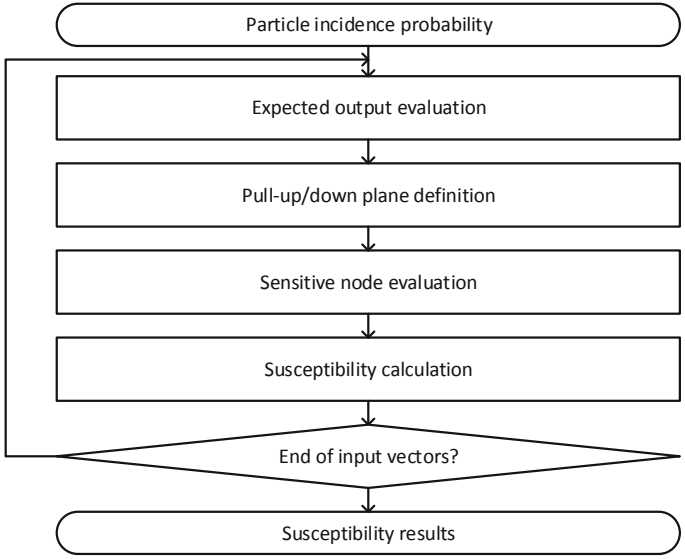 Particle incidence probability
Expected output evaluation
Pull-up/down plane definition
Sensitive node evaluation
Susceptibility calculation
End of input vectors?
Susceptibility results